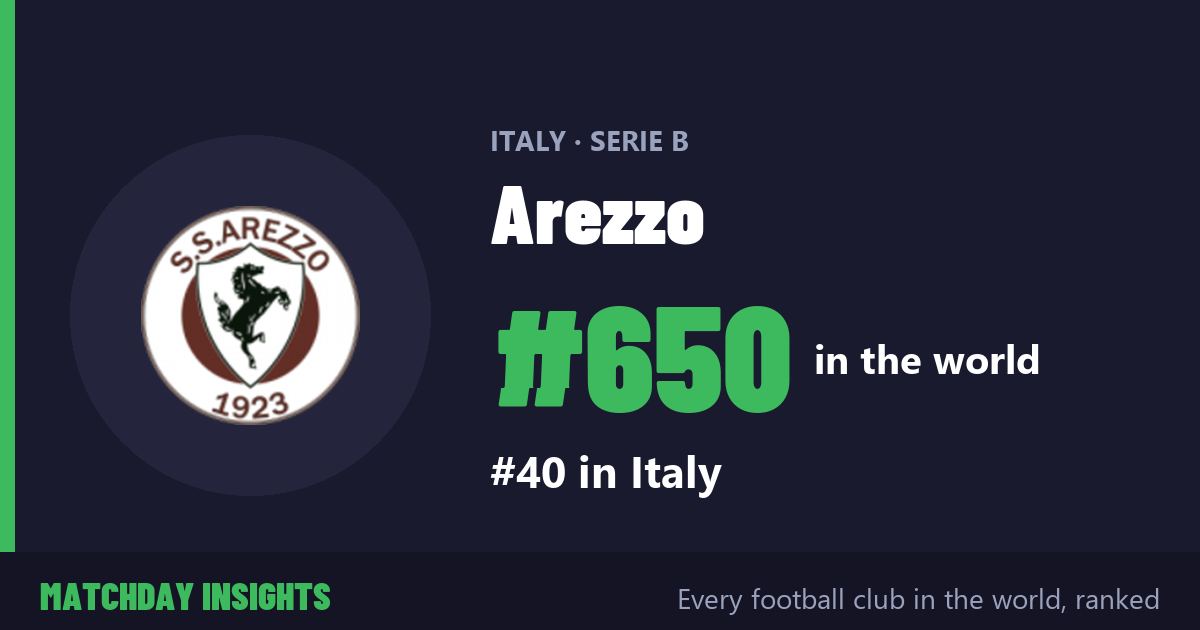 ITALY · SERIE B
Arezzo
S.S.AREZZO
1923
#650 in the world
#40 in Italy
MATCHDAY INSIGHTS
Every football club in the world, ranked